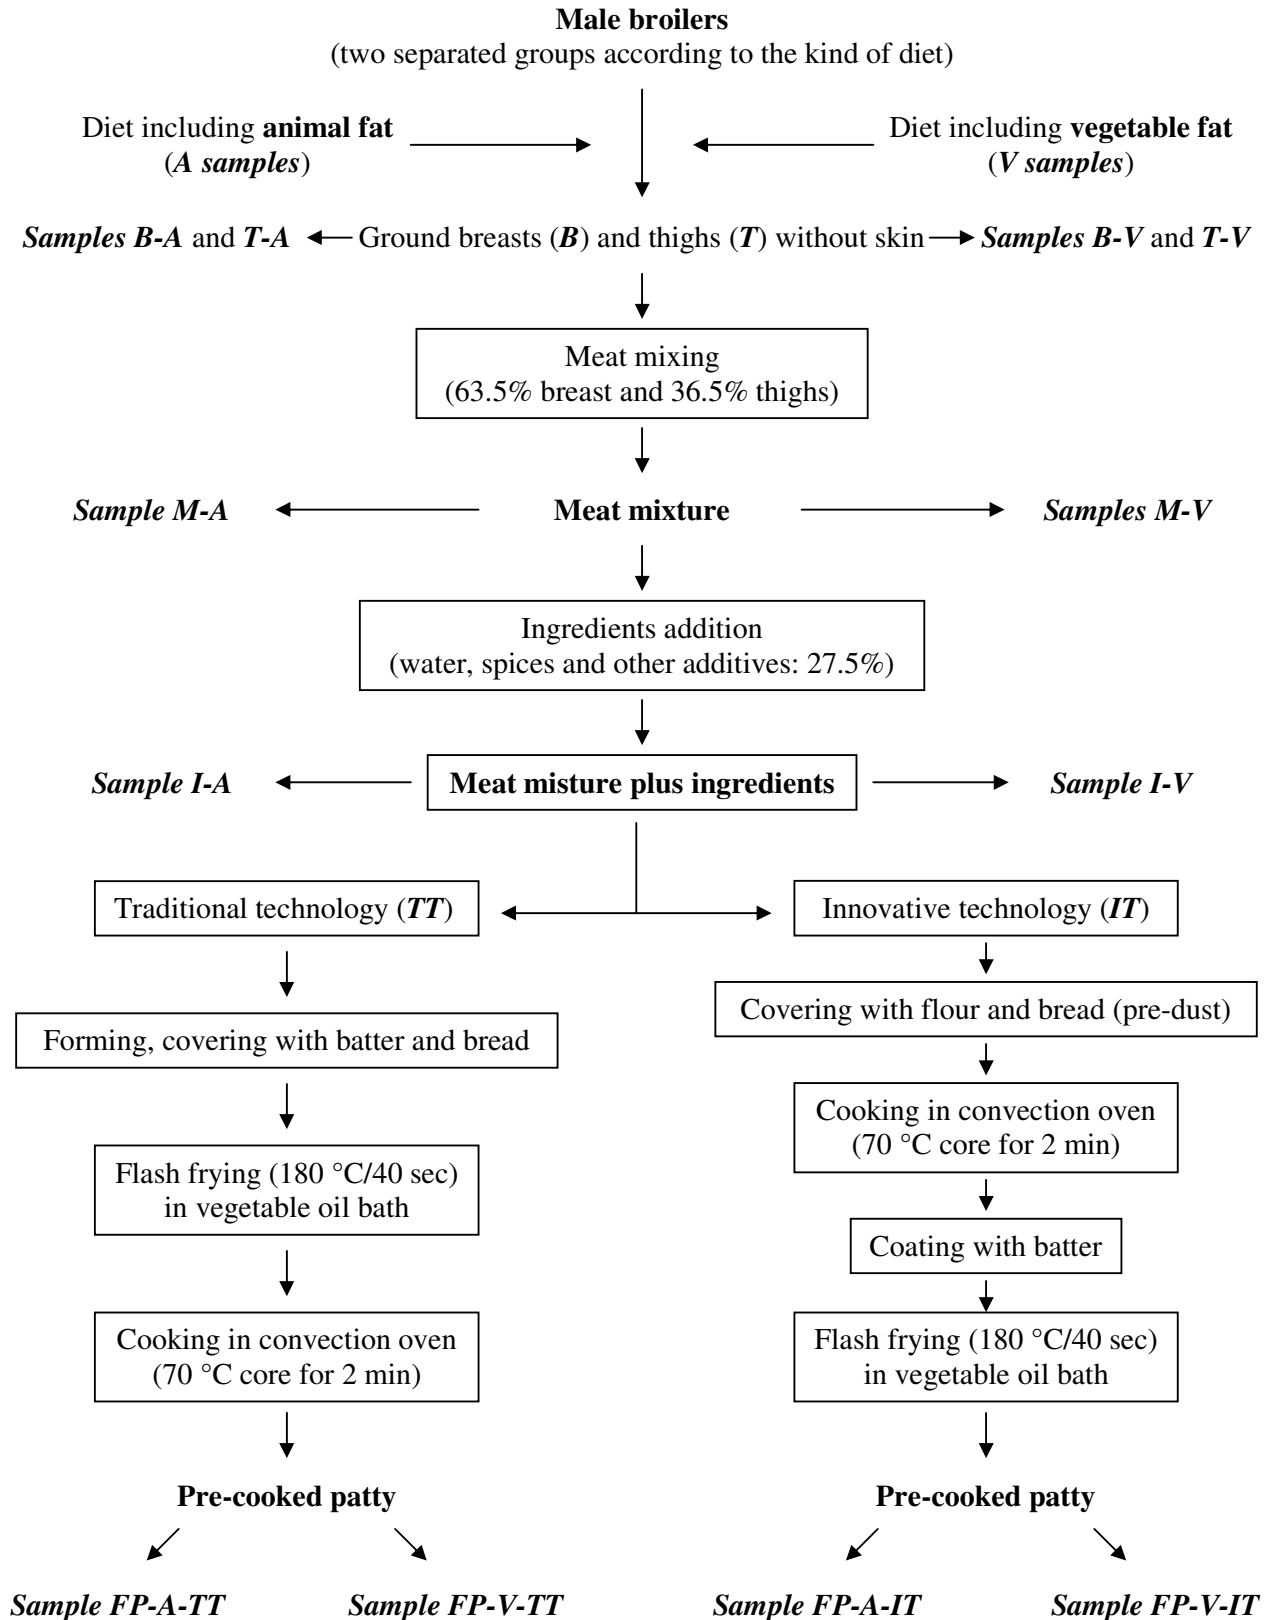 Male broilers
(two separated groups according to the kind of diet)
Diet including animal fat
(A samples)
Diet including vegetable fat
(V samples)
Samples B-A and T-A
Ground breasts (B) and thighs (T) without skin
Samples B-V and T-V
Meat mixing
(63.5% breast and 36.5% thighs)
Sample M-A
Meat mixture
Samples M-V
Ingredients addition
(water, spices and other additives: 27.5%)
Sample I-A
Meat misture plus ingredients
Sample I-V
Traditional technology (TT)
Innovative technology (IT)
Forming, covering with batter and bread
Flash frying (180 °C/40 sec)
in vegetable oil bath
Cooking in convection oven
(70 °C core for 2 min)
Pre-cooked patty
Sample FP-A-TT
Sample FP-V-TT
Covering with flour and bread (pre-dust)
Cooking in convection oven
(70 °C core for 2 min)
Coating with batter
Flash frying (180 °C/40 sec)
in vegetable oil bath
Pre-cooked patty
Sample FP-A-IT
Sample FP-V-IT